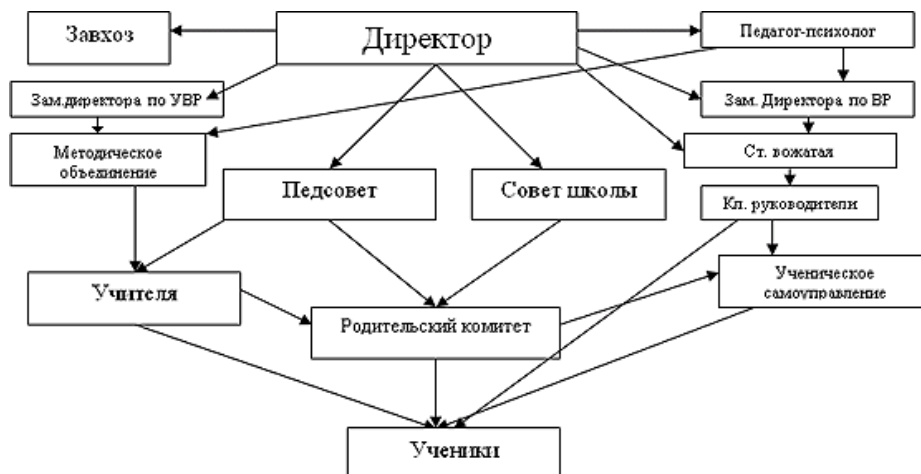 Завхоз
Директор
Педагог-психолог
Зам.директора по УВР
Зам. Директора по ВР
Методическое
объединение
Ст. вожатая
Педсовет
Совет школы
Кл. руководители
Учителя
Ученическое
самоуправление
Родительский комитет
Ученики